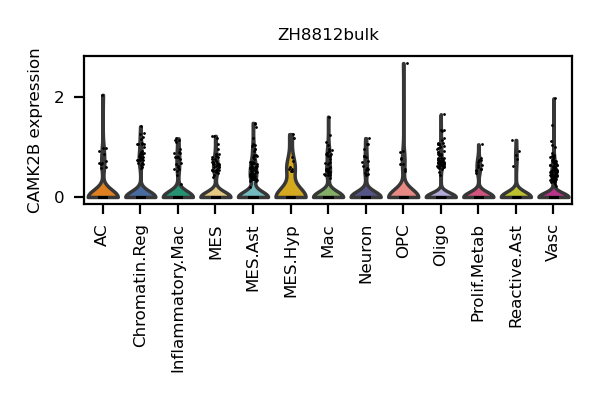 ZH8812bulk
CAMK2B expression
2
0
AC
Chromatin.Reg
Inflammatory.Mac
MES
MES.Ast
MES.Hyp
Mac
Neuron
OPC
Oligo
Prolif.Metab
Reactive.Ast
Vasc